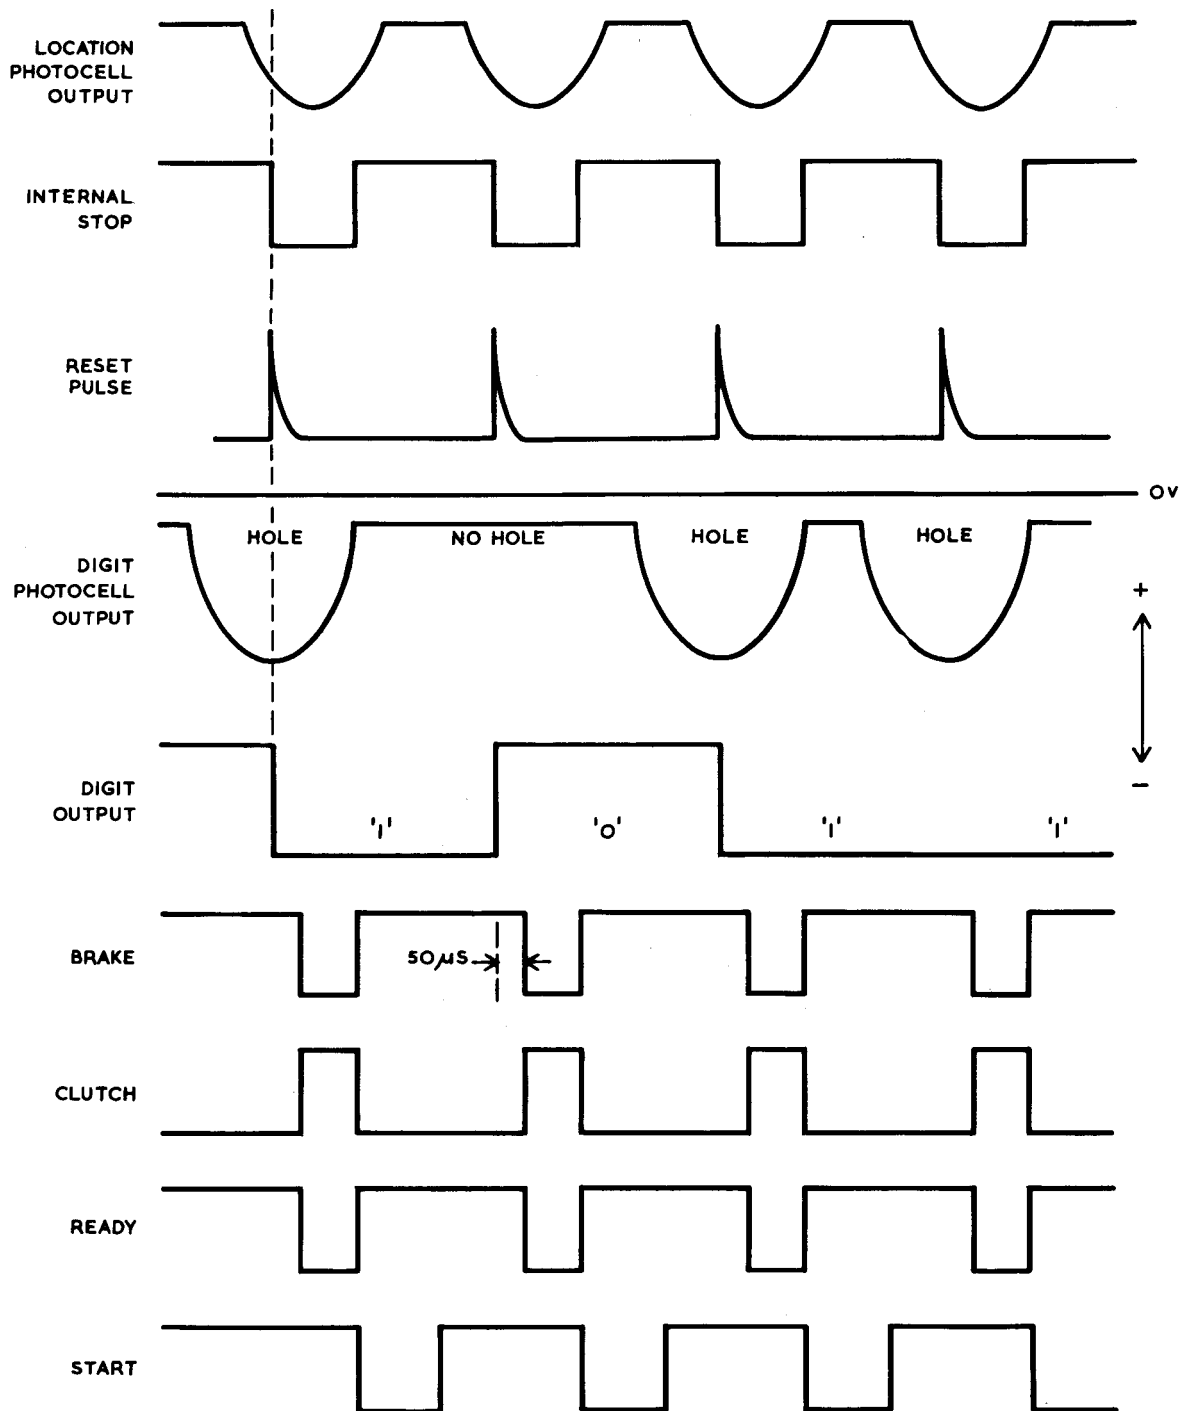 LOCATION
PHOTOCELL
OUTPUT
INTERNAL
STOP
RESET
PULSE
OV
HOLE
NO HOLE
HOLE
HOLE
DIGIT
PHOTOCELL
OUTPUT
+
−
DIGIT
OUTPUT
'1'
'0'
'1'
'1'
BRAKE
50μS
CLUTCH
READY
START